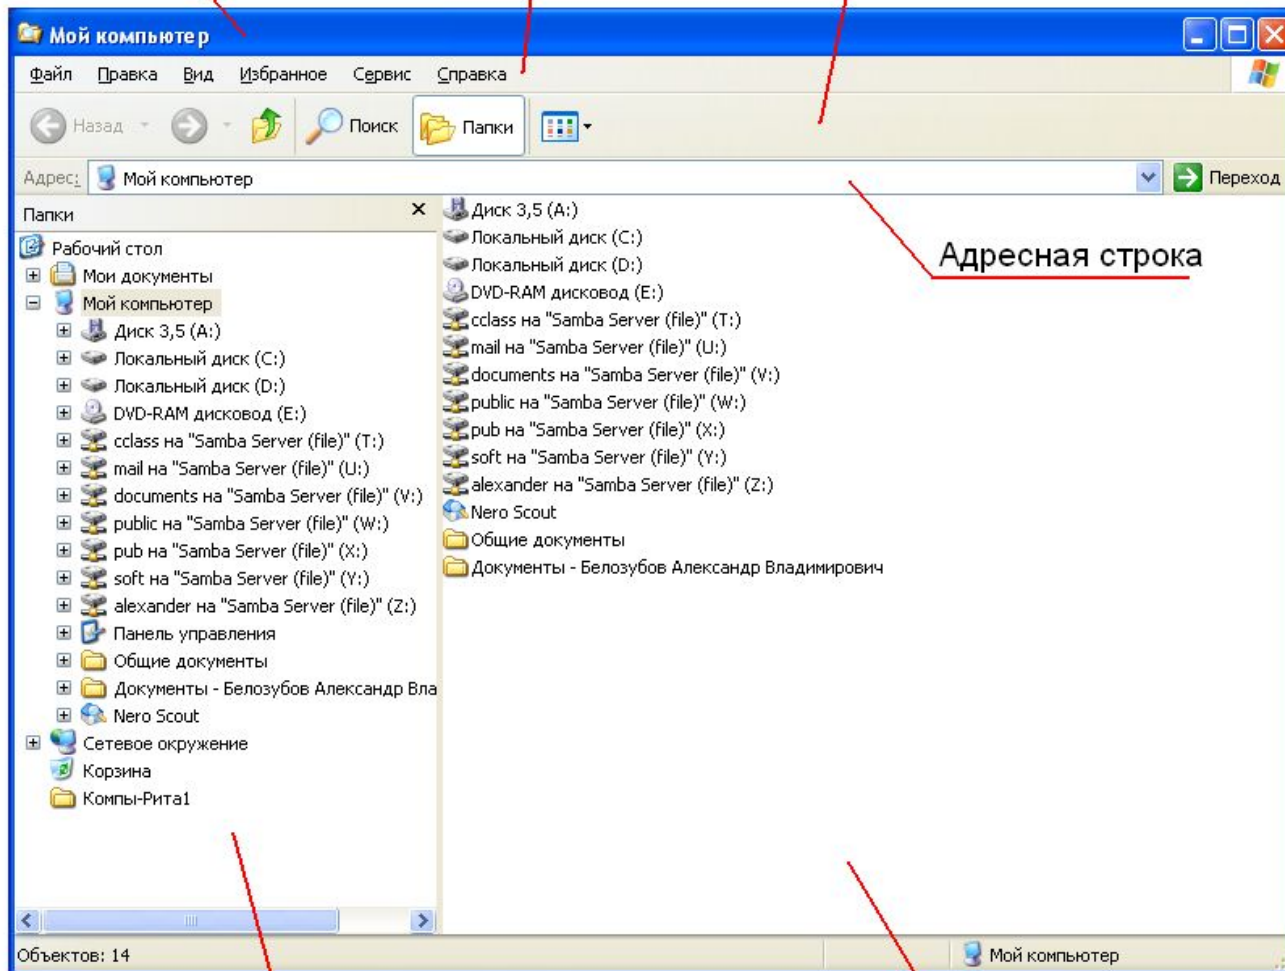 Мой компьютер
Файл Правка Вид Избранное Сервис Справка
Назад Поиск Папки
Адрес: Мой компьютер Переход
Папки
Рабочий стол
Мои документы
Мой компьютер
Диск 3,5 (A:)
Локальный диск (C:)
Локальный диск (D:)
DVD-RAM дисковод (E:)
cclass на "Samba Server (file)" (T:)
mail на "Samba Server (file)" (U:)
documents на "Samba Server (file)" (V:)
public на "Samba Server (file)" (W:)
pub на "Samba Server (file)" (X:)
soft на "Samba Server (file)" (Y:)
alexander на "Samba Server (file)" (Z:)
Панель управления
Общие документы
Документы - Белозубов Александр Вла
Nero Scout
Сетевое окружение
Корзина
Компы-Рита1
Диск 3,5 (A:)
Локальный диск (C:)
Локальный диск (D:)
DVD-RAM дисковод (E:)
cclass на "Samba Server (file)" (T:)
mail на "Samba Server (file)" (U:)
documents на "Samba Server (file)" (V:)
public на "Samba Server (file)" (W:)
pub на "Samba Server (file)" (X:)
soft на "Samba Server (file)" (Y:)
alexander на "Samba Server (file)" (Z:)
Nero Scout
Общие документы
Документы - Белозубов Александр Владимирович
Адресная строка
Объектов: 14 Мой компьютер